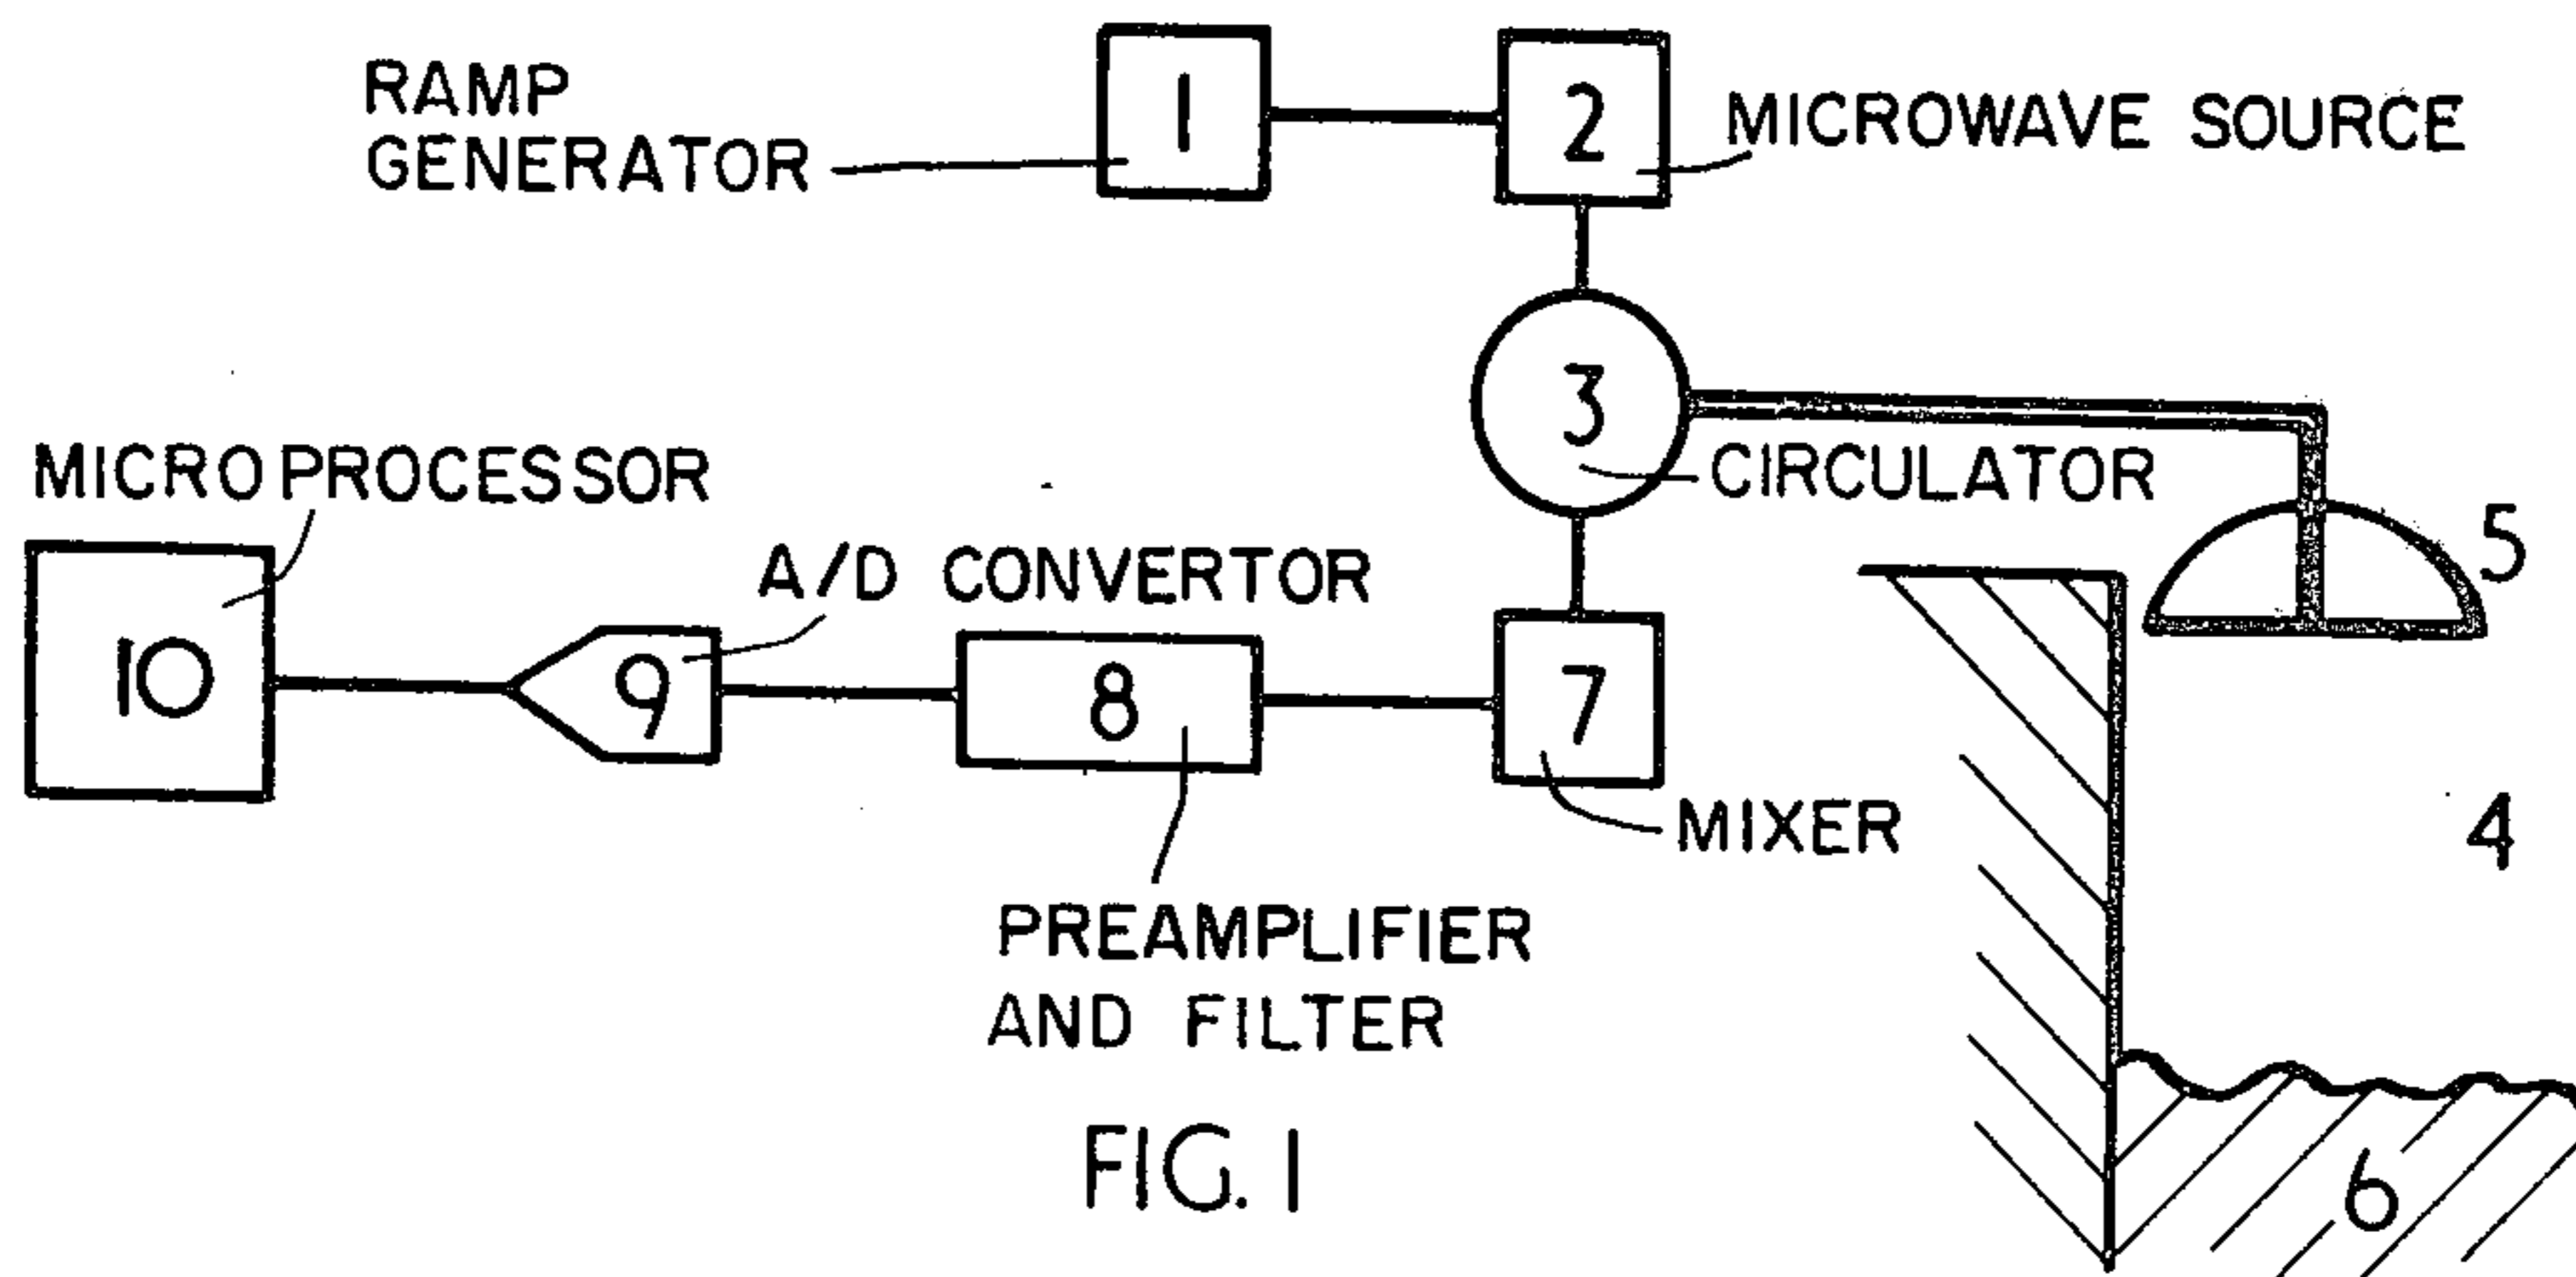 RAMP
GENERATOR
1
2
MICROWAVE SOURCE
3
CIRCULATOR
MICROPROCESSOR
10
A/D CONVERTOR
9
8
7
5
4
MIXER
PREAMPLIFIER
AND FILTER
6
FIG. 1